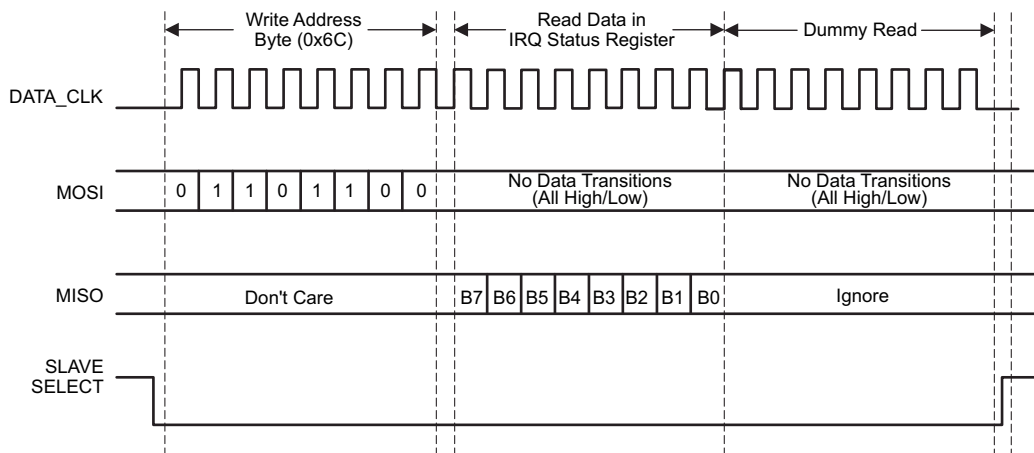 Write Address
Byte (0x6C)
Read Data in
IRQ Status Register
Dummy Read
DATA_CLK
MOSI
0 1 1 0 1 1 0 0
No Data Transitions
(All High/Low)
No Data Transitions
(All High/Low)
MISO
Don't Care
B7 B6 B5 B4 B3 B2 B1 B0
Ignore
SLAVE
SELECT